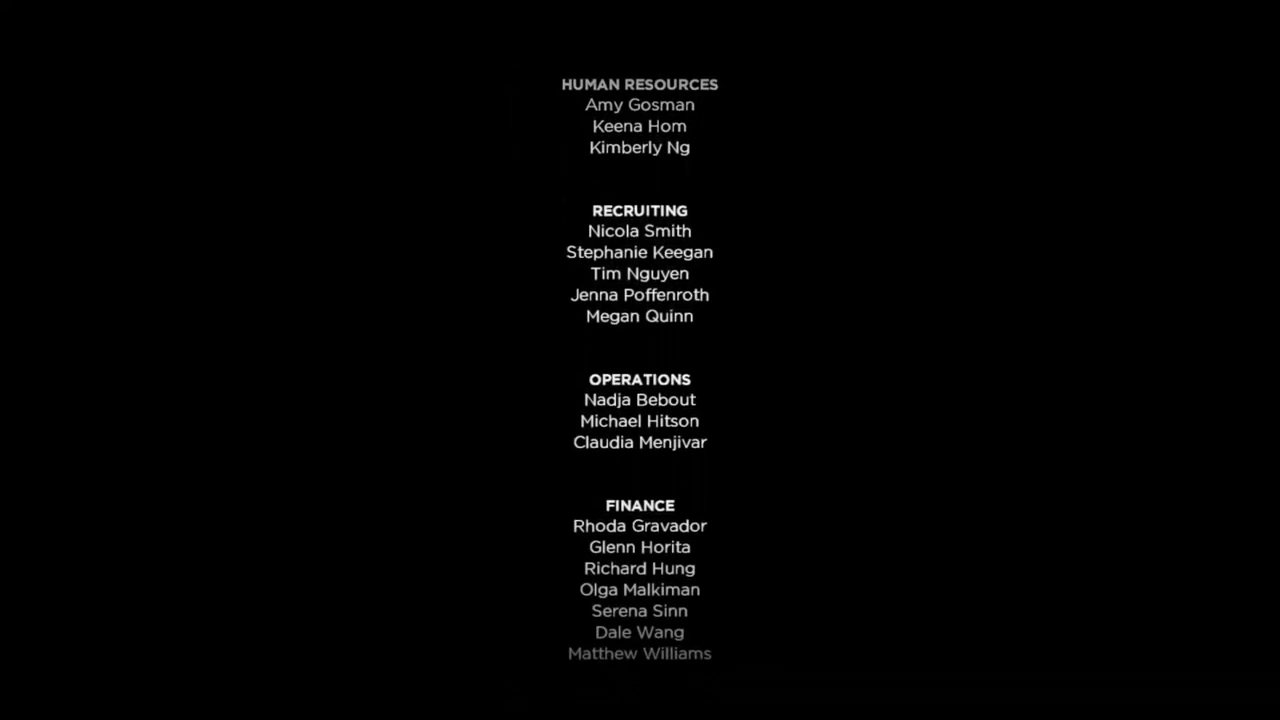 HUMAN RESOURCES
Amy Gosman
Keena Hom
Kimberly Ng
RECRUITING
Nicola Smith
Stephanie Keegan
Tim Nguyen
Jenna Poffenroth
Megan Quinn
OPERATIONS
Nadja Bebout
Michael Hitson
Claudia Menjivar
FINANCE
Rhoda Gravador
Glenn Horita
Richard Hung
Olga Malkiman
Serena Sinn
Dale Wang
Matthew Williams